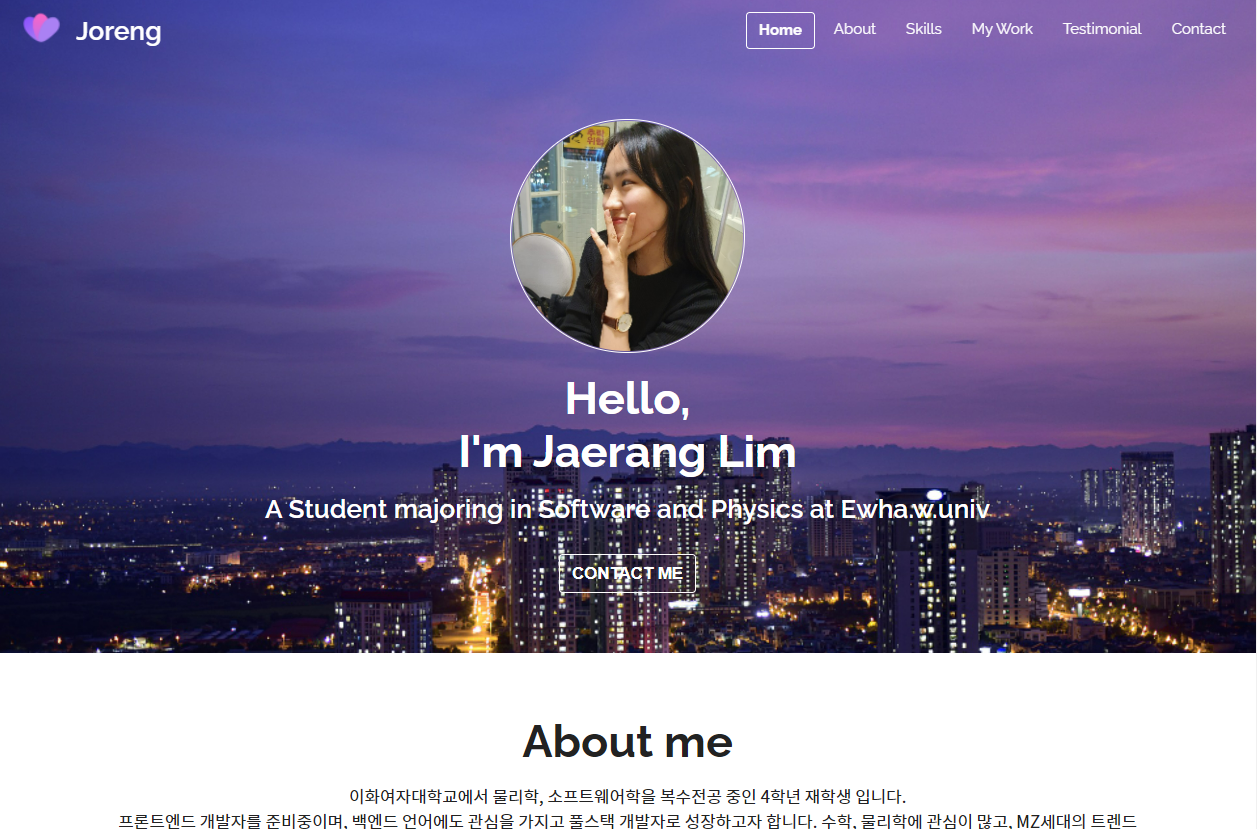 Joreng
Home About Skills My Work Testimonial Contact
추락
위험
Hello,
I'm Jaerang Lim
A Student majoring in Software and Physics at Ewha.w.univ
CONTACT ME
About me
이화여자대학교에서 물리학, 소프트웨어학을 복수전공 중인 4학년 재학생 입니다.
프론트엔드 개발자를 준비중이며, 백엔드 언어에도 관심을 가지고 풀스택 개발자로 성장하고자 합니다. 수학, 물리학에 관심이 많고, MZ세대의 트렌드